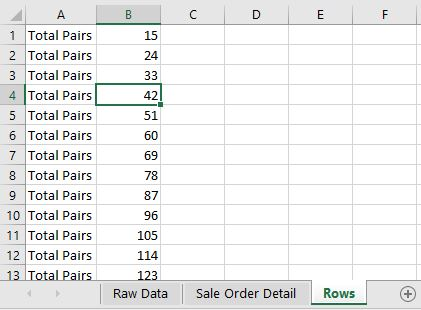 A B C D E F
1 Total Pairs 15
2 Total Pairs 24
3 Total Pairs 33
4 Total Pairs 42
5 Total Pairs 51
6 Total Pairs 60
7 Total Pairs 69
8 Total Pairs 78
9 Total Pairs 87
10 Total Pairs 96
11 Total Pairs 105
12 Total Pairs 114
13 Total Pairs 123
Raw Data Sale Order Detail Rows